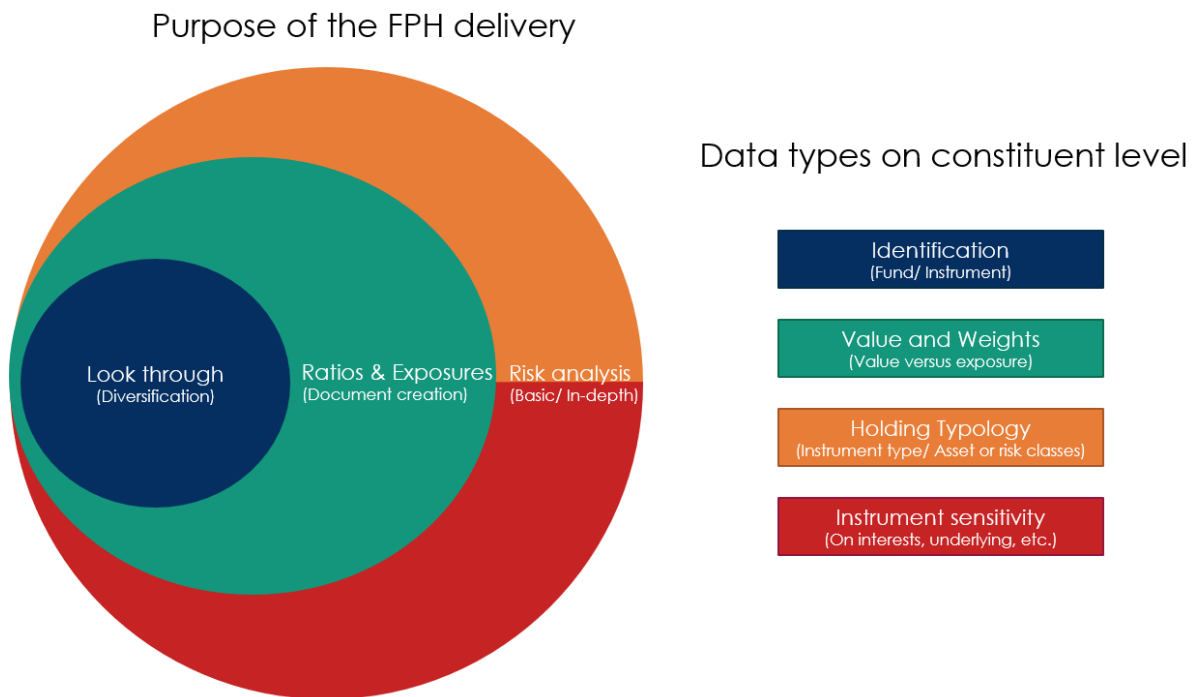 Purpose of the FPH delivery
Look through
(Diversification)
Ratios & Exposures
(Document creation)
Risk analysis
(Basic/ In-depth)
Data types on constituent level
Identification
(Fund/ Instrument)
Value and Weights
(Value versus exposure)
Holding Typology
(Instrument type/ Asset or risk classes)
Instrument sensitivity
(On interests, underlying, etc.)